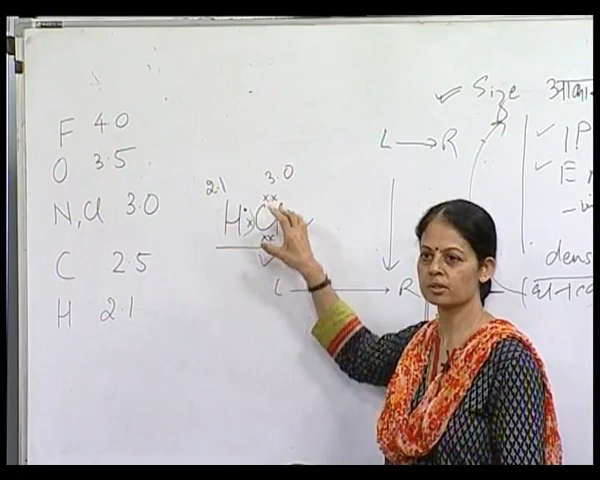 F 4.0
O 3.5
N, Cl 3.0
C 2.5
H 2.1
2.1 3.0
H Cl
L → R
✓ Size
L → R
✓ IP
✓ E
dens